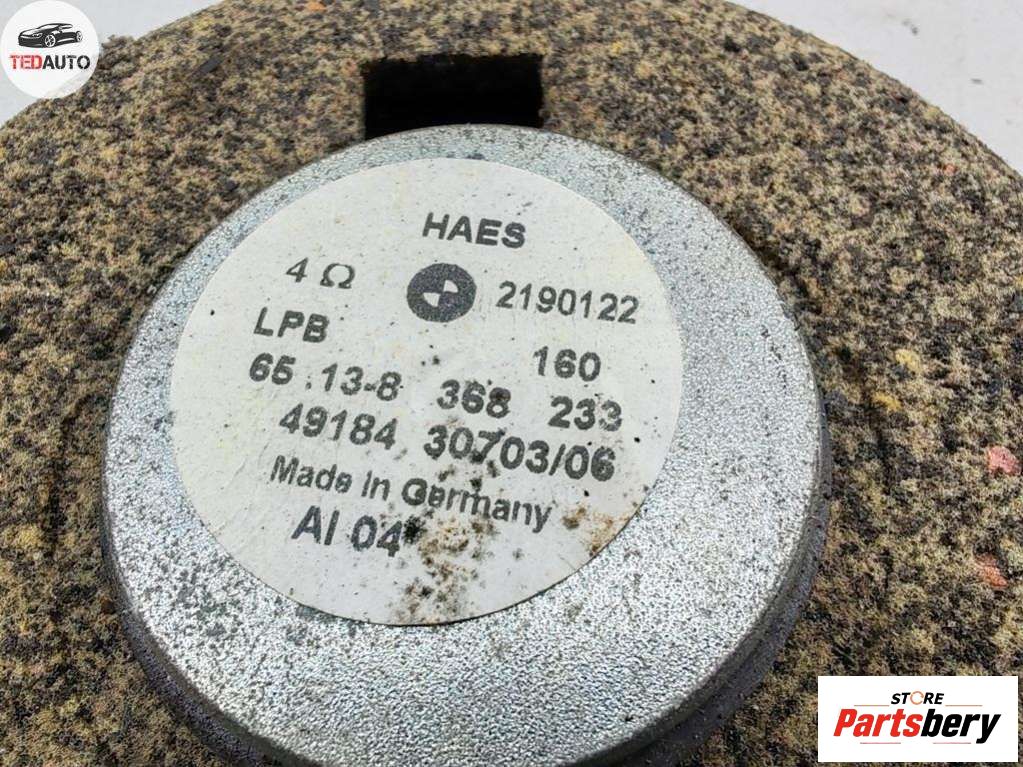 TEDAUTO
HAES
4 Ω 2190122
LPB 160
65.13-8 368 233
49184 30703/06
Made in Germany
AI 04
STORE
Partsbery